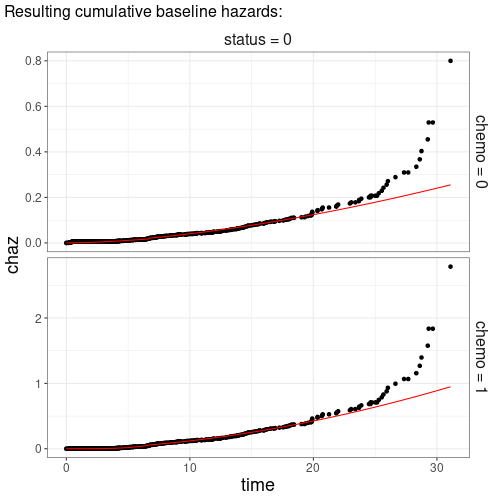 Resulting cumulative baseline hazards:
status = 0
0.8
0.6
0.4
0.2
0.0
chemo = 0
chaz
2
1
0
chemo = 1
0 10 20 30
time